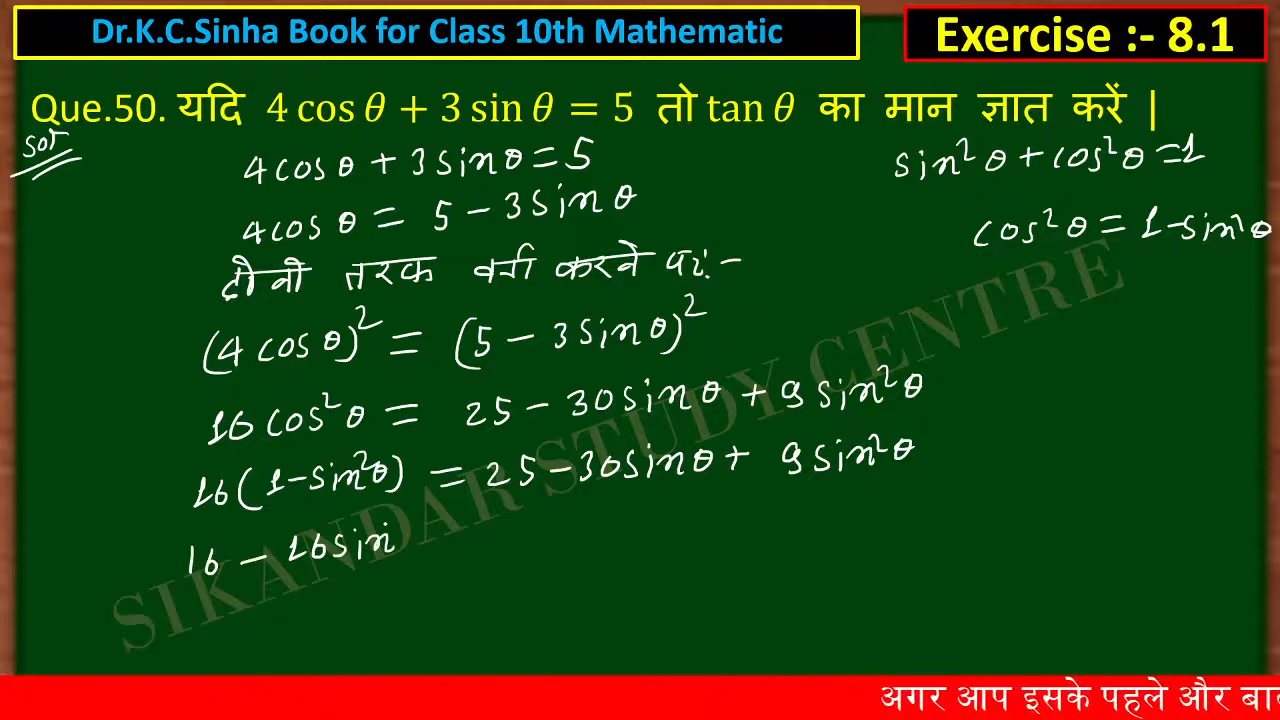 Dr.K.C.Sinha Book for Class 10th Mathematic
Exercise :- 8.1
Que.50. यदि 4 cos θ + 3 sin θ = 5 तो tan θ का मान ज्ञात करें |
Sol
4cosθ + 3sinθ = 5
4cosθ = 5 - 3sinθ
दोनों तरफ वर्ग करने पर:-
(4cosθ)² = (5 - 3sinθ)²
16cos²θ = 25 - 30sinθ + 9sin²θ
16(1-sin²θ) = 25 - 30sinθ + 9sin²θ
16 - 16sin
sin²θ + cos²θ = 1
cos²θ = 1-sin²θ
SIKANDAR STUDY CENTRE
अगर आप इसके पहले और बा